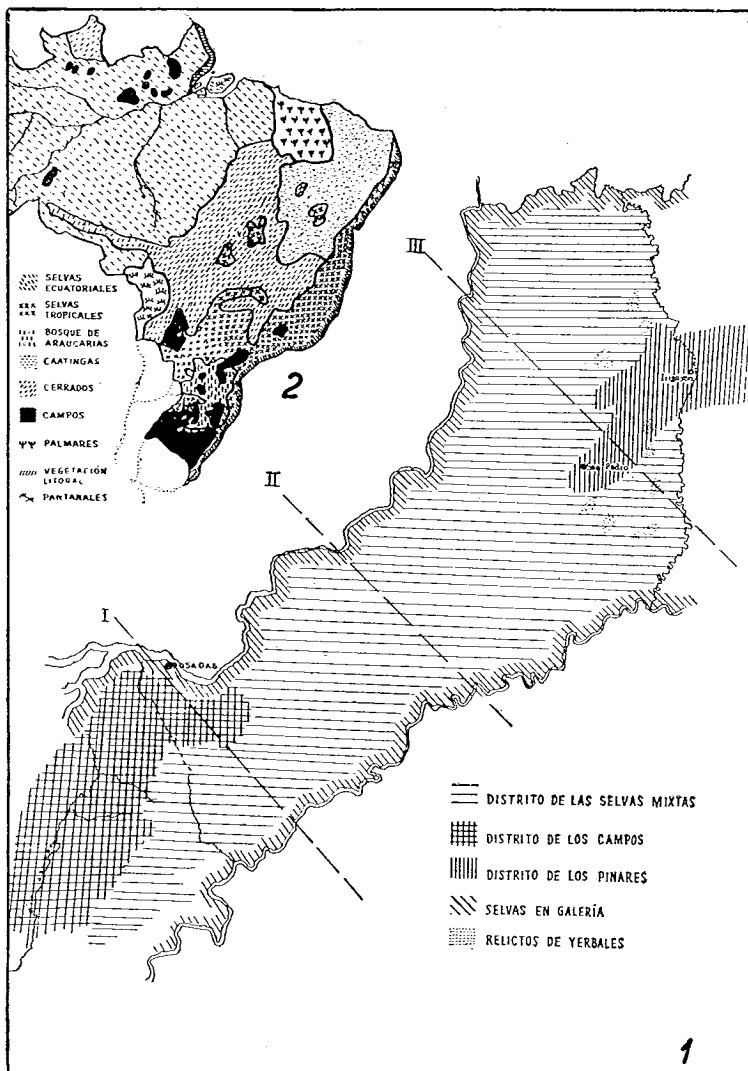 SELVAS
ECUATORIALES
SELVAS
TROPICALES
BOSQUE DE
ARAUCARIAS
CAATINGAS
CERRADOS
CAMPOS
PALMARES
VEGETACIÓN
LITORAL
PANTANALES
2
III
II
I
POSADAS
DISTRITO DE LAS SELVAS MIXTAS
DISTRITO DE LOS CAMPOS
DISTRITO DE LOS PINARES
SELVAS EN GALERÍA
RELICTOS DE YERBALES
1